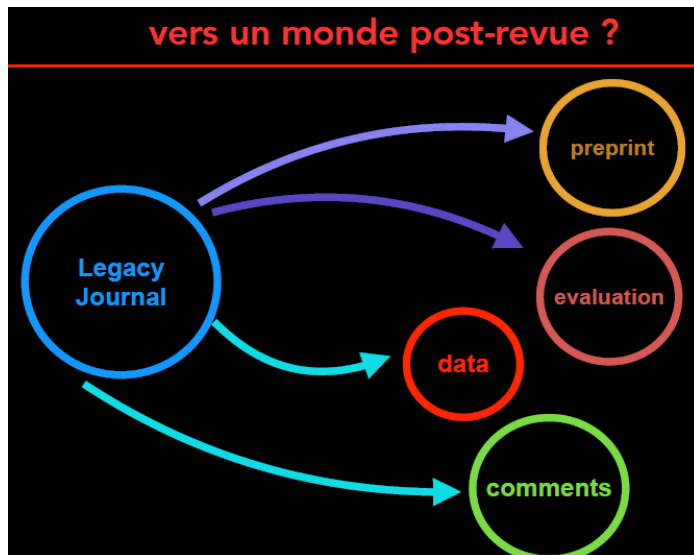 vers un monde post-revue ?
preprint
Legacy
Journal
evaluation
data
comments